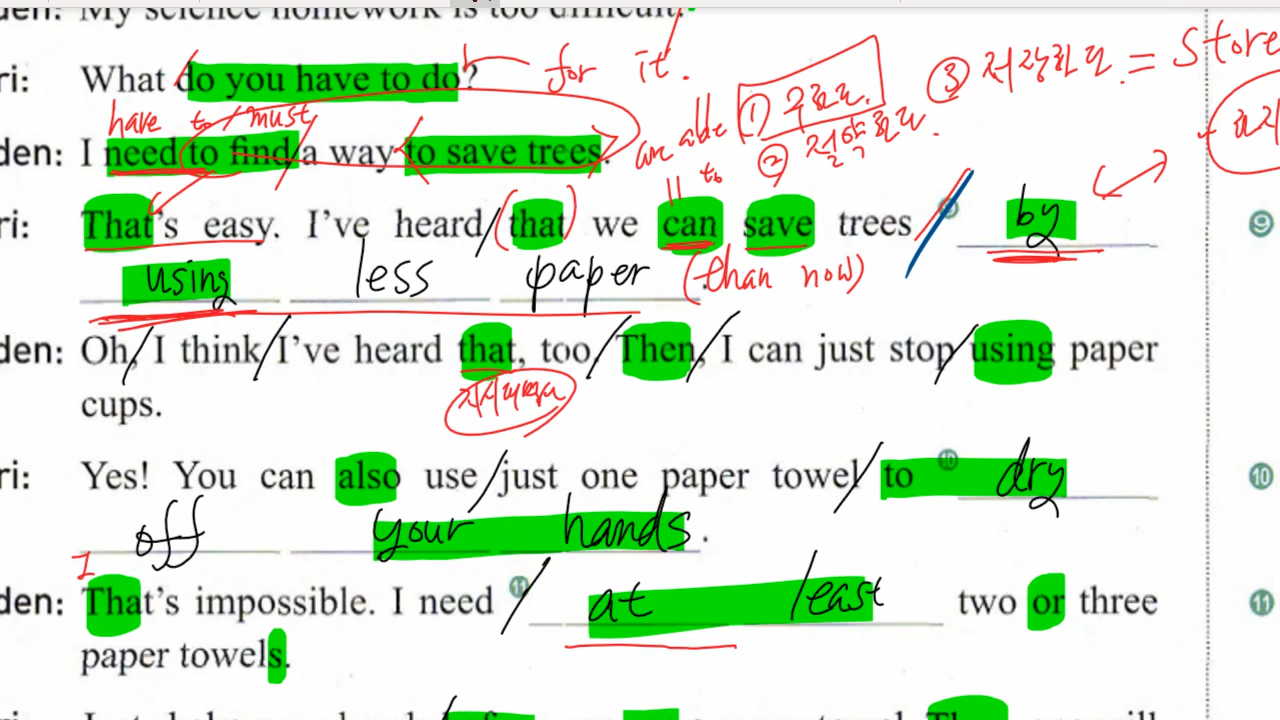 den: My science homework is too difficult.
ri: What do you have to do? for it.
③ 저장하다 = Store
① 구하다.
② 절약하다.
have to / must
are able to
den: I need to find a way to save trees.
ri: That's easy. I've heard (that) we can save trees ⑨ by
using less paper (than now)
den: Oh, I think I've heard that, too. Then, I can just stop using paper
cups.
지시대명사
ri: Yes! You can also use just one paper towel to ⑩ dry
off your hands.
den: That's impossible. I need ⑪ at least two or three
paper towels.